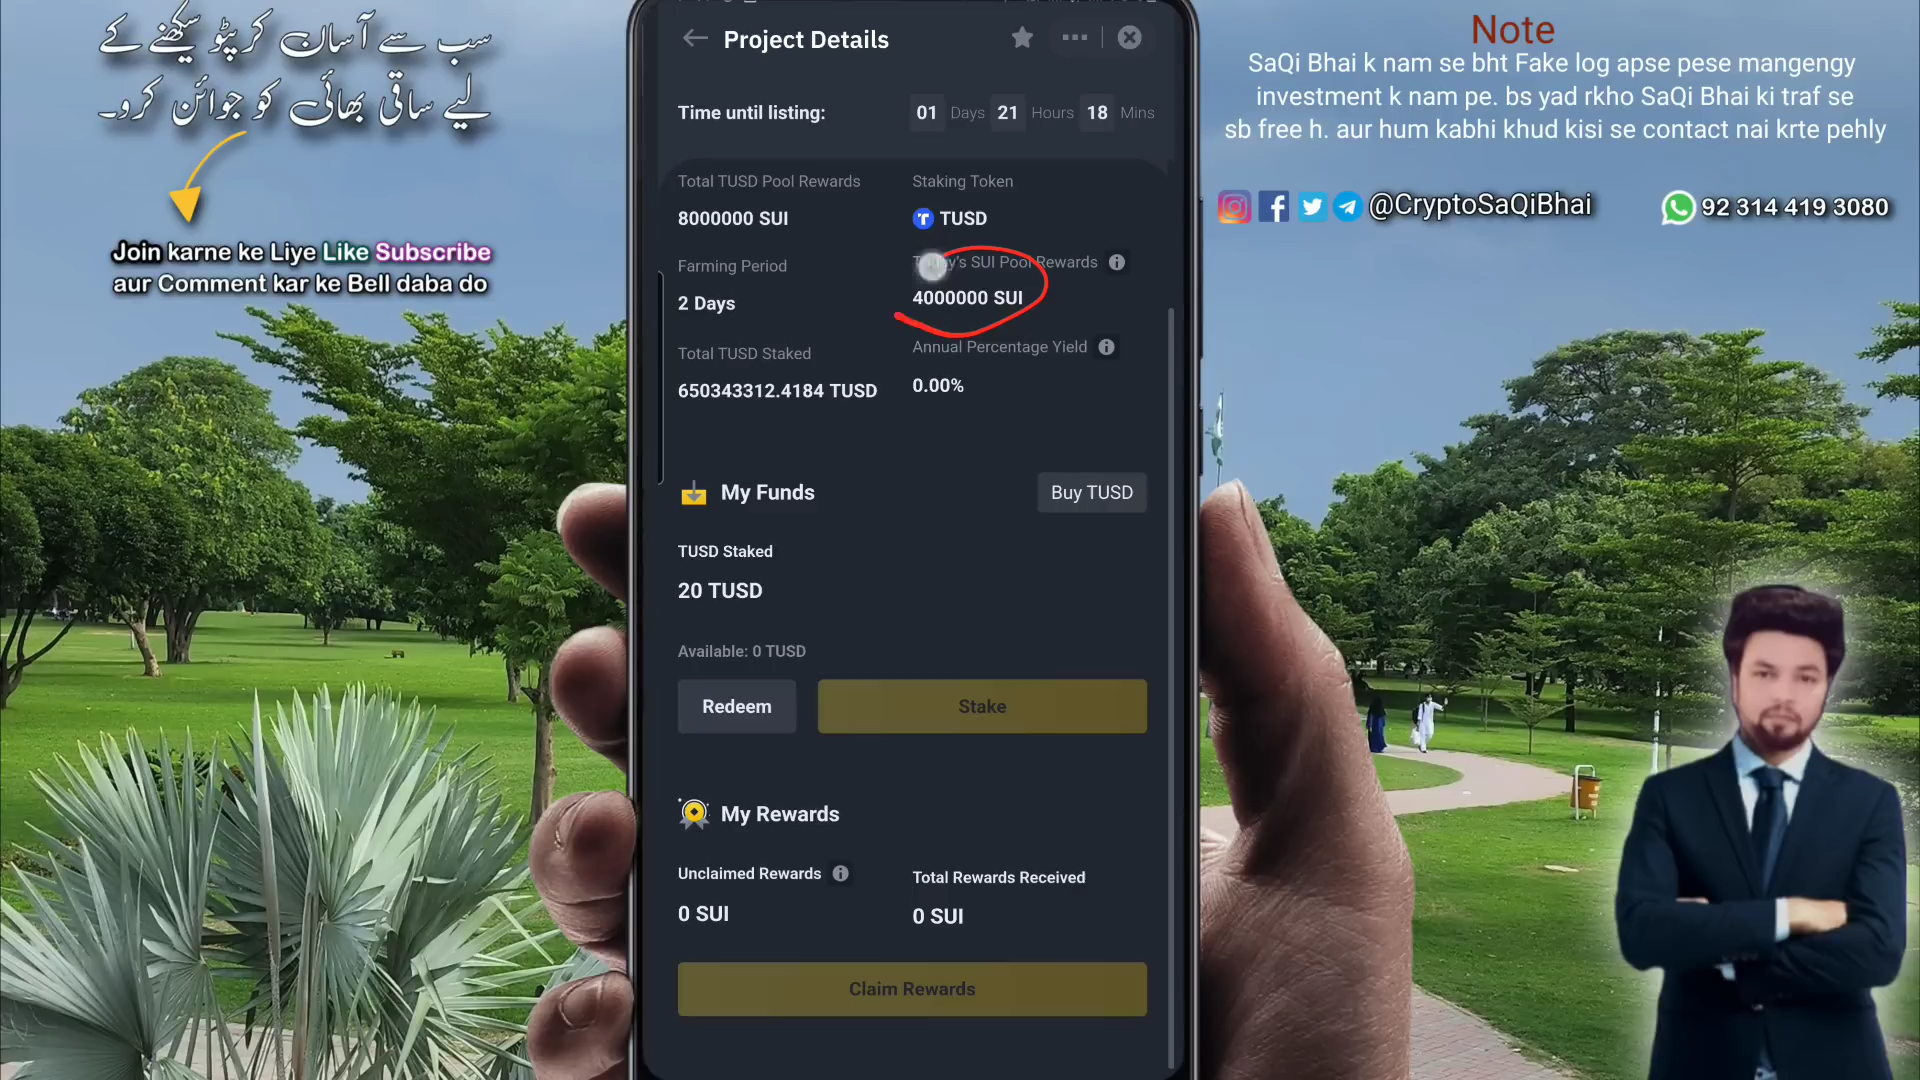 سب سے آسان کرپٹو سیکھنے کے
لیے ساقی بھائی کو جوائن کرو۔
Join karne ke Liye Like Subscribe
aur Comment kar ke Bell daba do
Project Details
Time until listing: 01 Days 21 Hours 18 Mins
Total TUSD Pool Rewards
8000000 SUI
Staking Token
TUSD
Farming Period
2 Days
SUI Pool Rewards
4000000 SUI
Total TUSD Staked
650343312.4184 TUSD
Annual Percentage Yield
0.00%
My Funds
Buy TUSD
TUSD Staked
20 TUSD
Available: 0 TUSD
Redeem
Stake
My Rewards
Unclaimed Rewards
0 SUI
Total Rewards Received
0 SUI
Claim Rewards
Note
SaQi Bhai k nam se bht Fake log apse pese mangengy
investment k nam pe. bs yad rkho SaQi Bhai ki traf se
sb free h. aur hum kabhi khud kisi se contact nai krte pehly
@CryptoSaQiBhai
92 314 419 3080